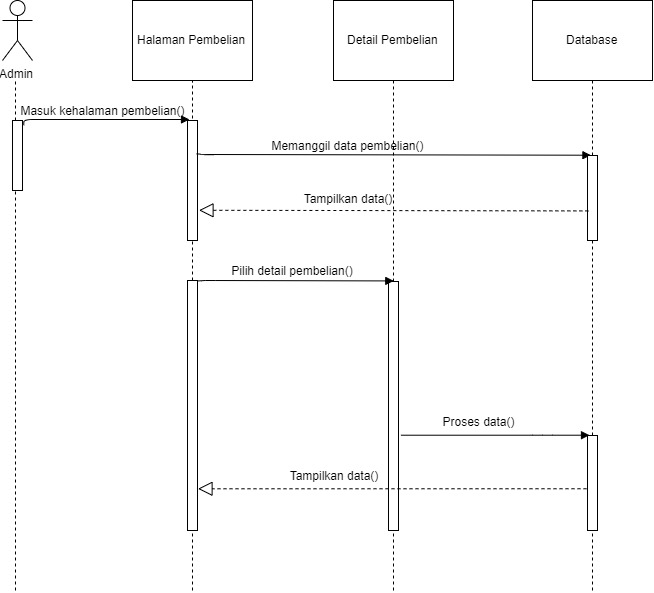 Halaman Pembelian
Detail Pembelian
Database
Admin
Masuk kehalaman pembelian()
Memanggil data pembelian()
Tampilkan data()
Pilih detail pembelian()
Proses data()
Tampilkan data()